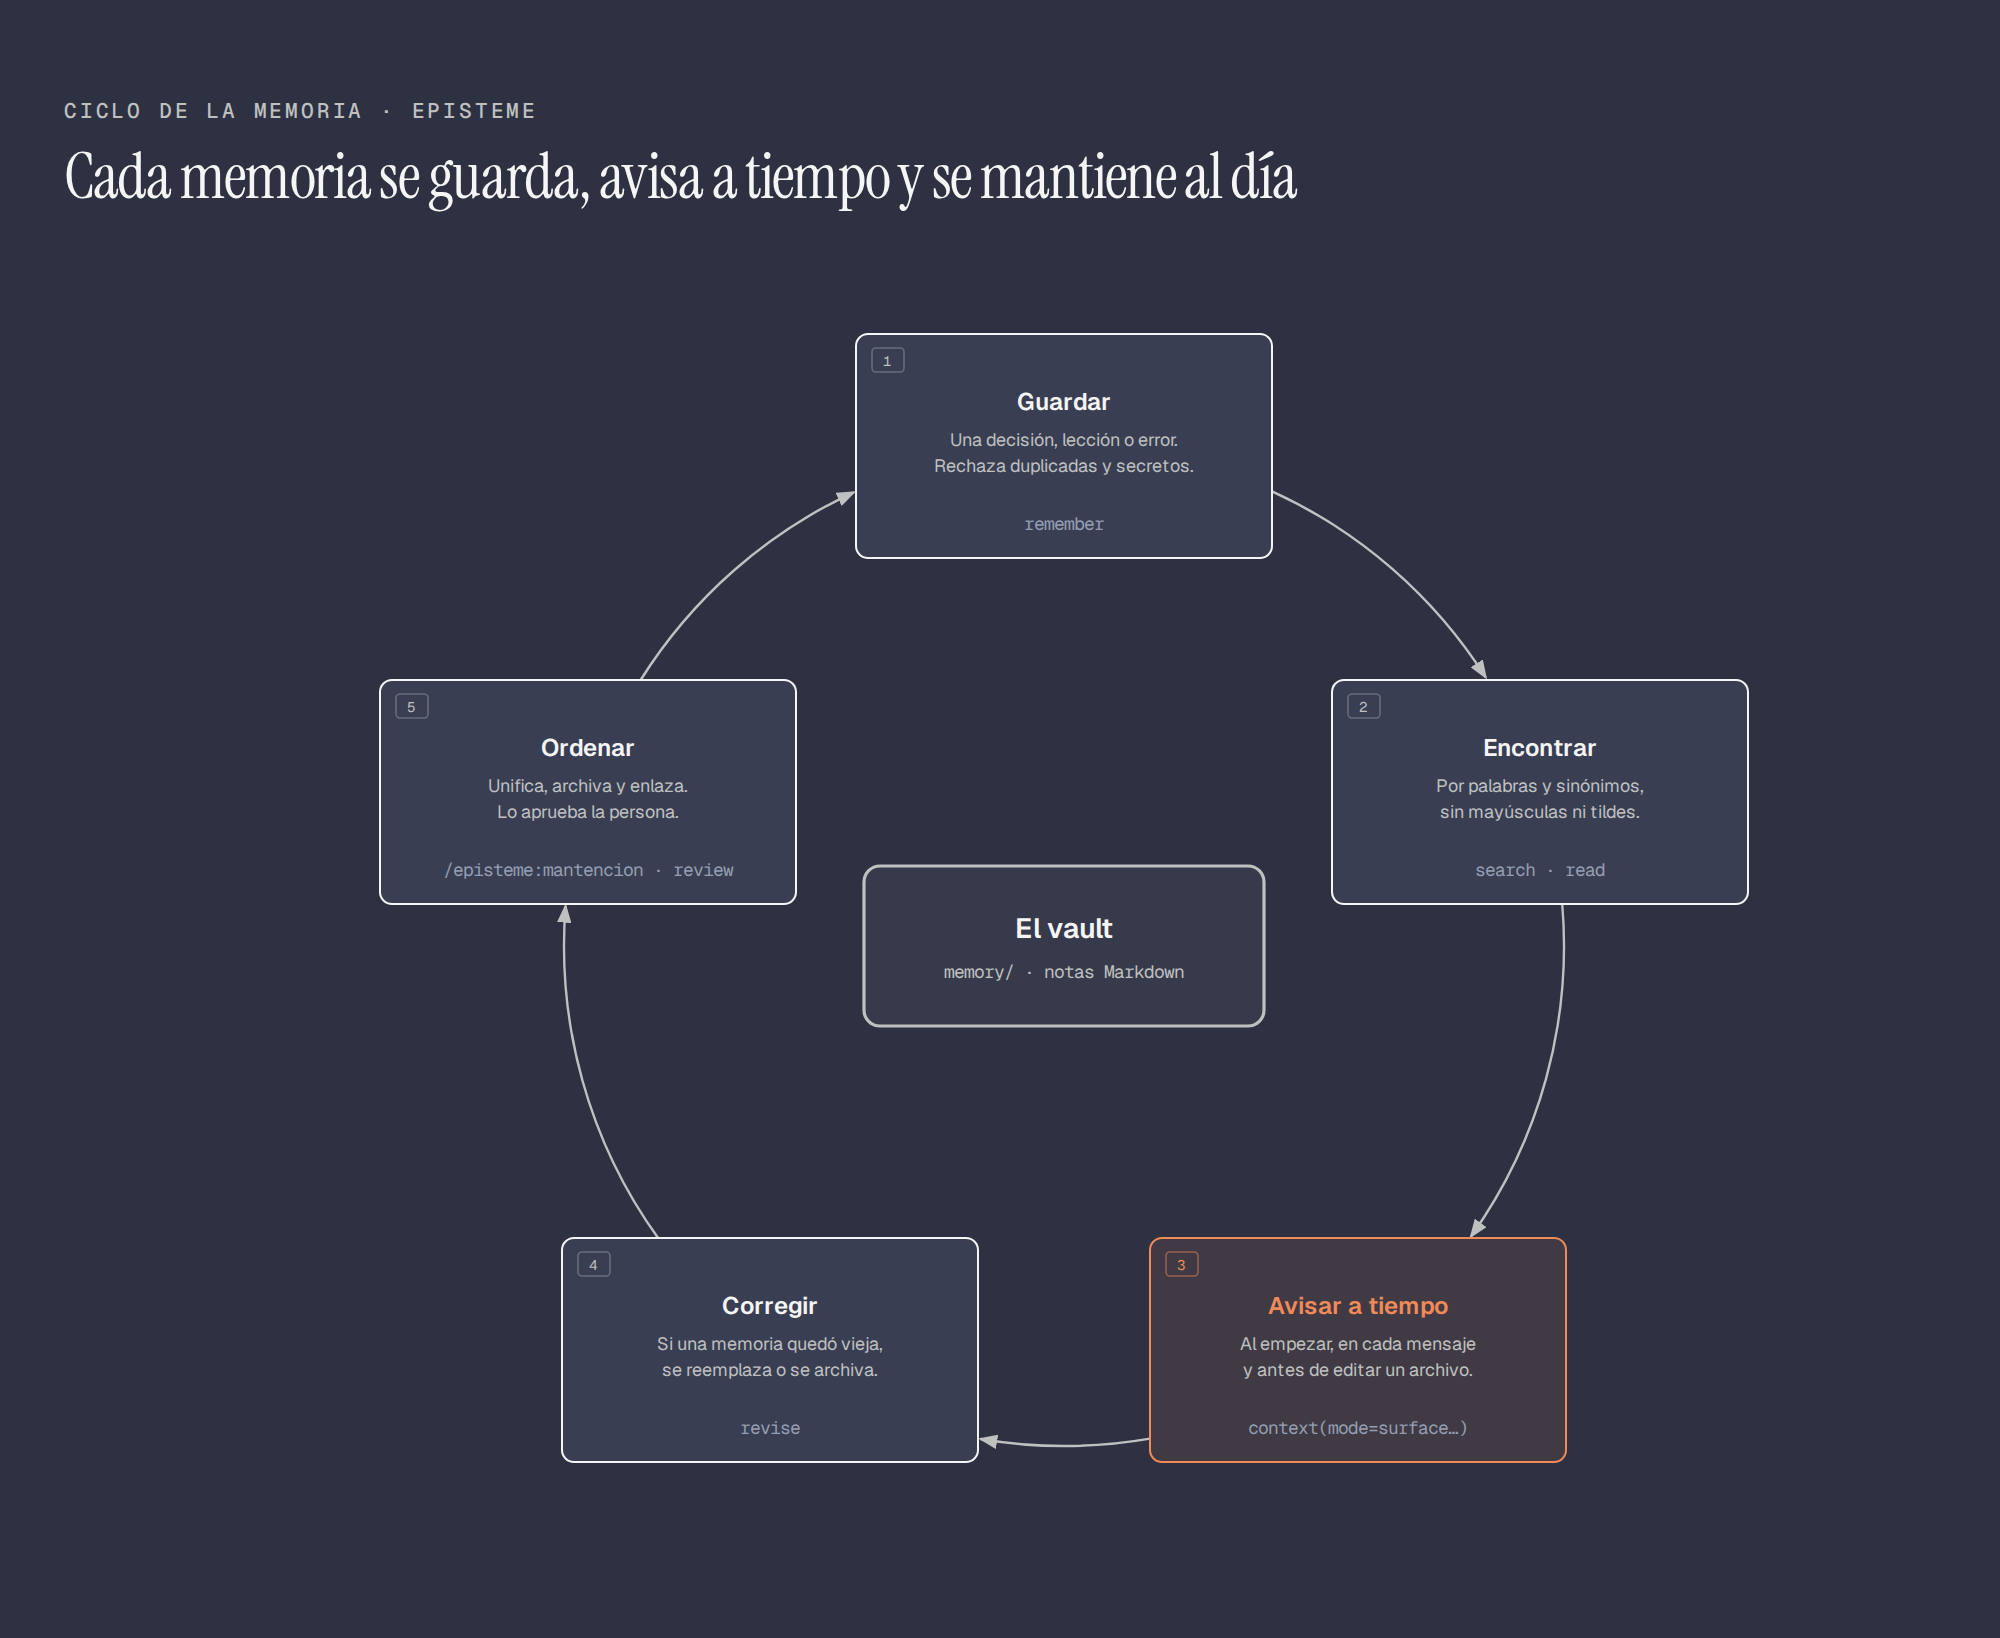 CICLO DE LA MEMORIA · EPISTEME
Cada memoria se guarda, avisa a tiempo y se mantiene al día
1
Guardar
Una decisión, lección o error.
Rechaza duplicadas y secretos.
remember
2
Encontrar
Por palabras y sinónimos,
sin mayúsculas ni tildes.
search · read
3
Avisar a tiempo
Al empezar, en cada mensaje
y antes de editar un archivo.
context(mode=surface…)
4
Corregir
Si una memoria quedó vieja,
se reemplaza o se archiva.
revise
5
Ordenar
Unifica, archiva y enlaza.
Lo aprueba la persona.
/episteme:mantencion · review
El vault
memory/ · notas Markdown